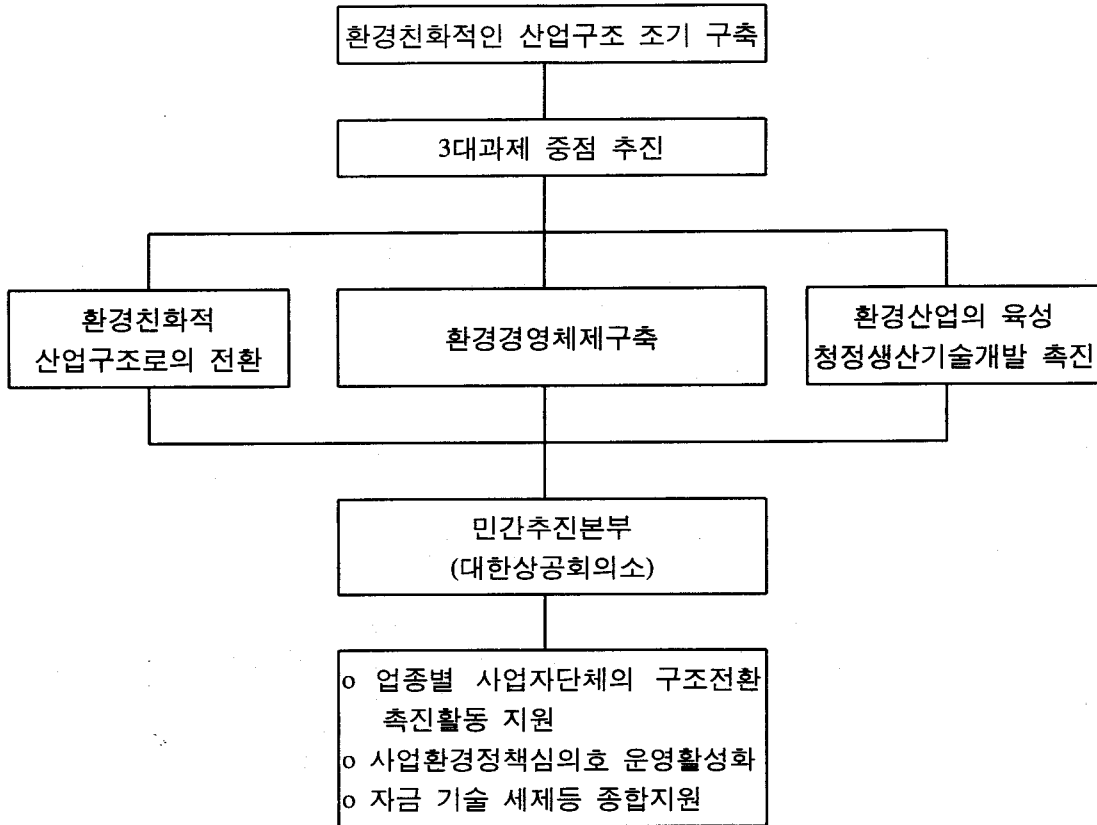 환경친화적인 산업구조 조기 구축
3대과제 중점 추진
환경친화적
산업구조로의 전환
환경경영체제구축
환경산업의 육성
청정생산기술개발 촉진
민간추진본부
(대한상공회의소)
o 업종별 사업자단체의 구조전환
촉진활동 지원
o 사업환경정책심의호 운영활성화
o 자금 기술 세제등 종합지원